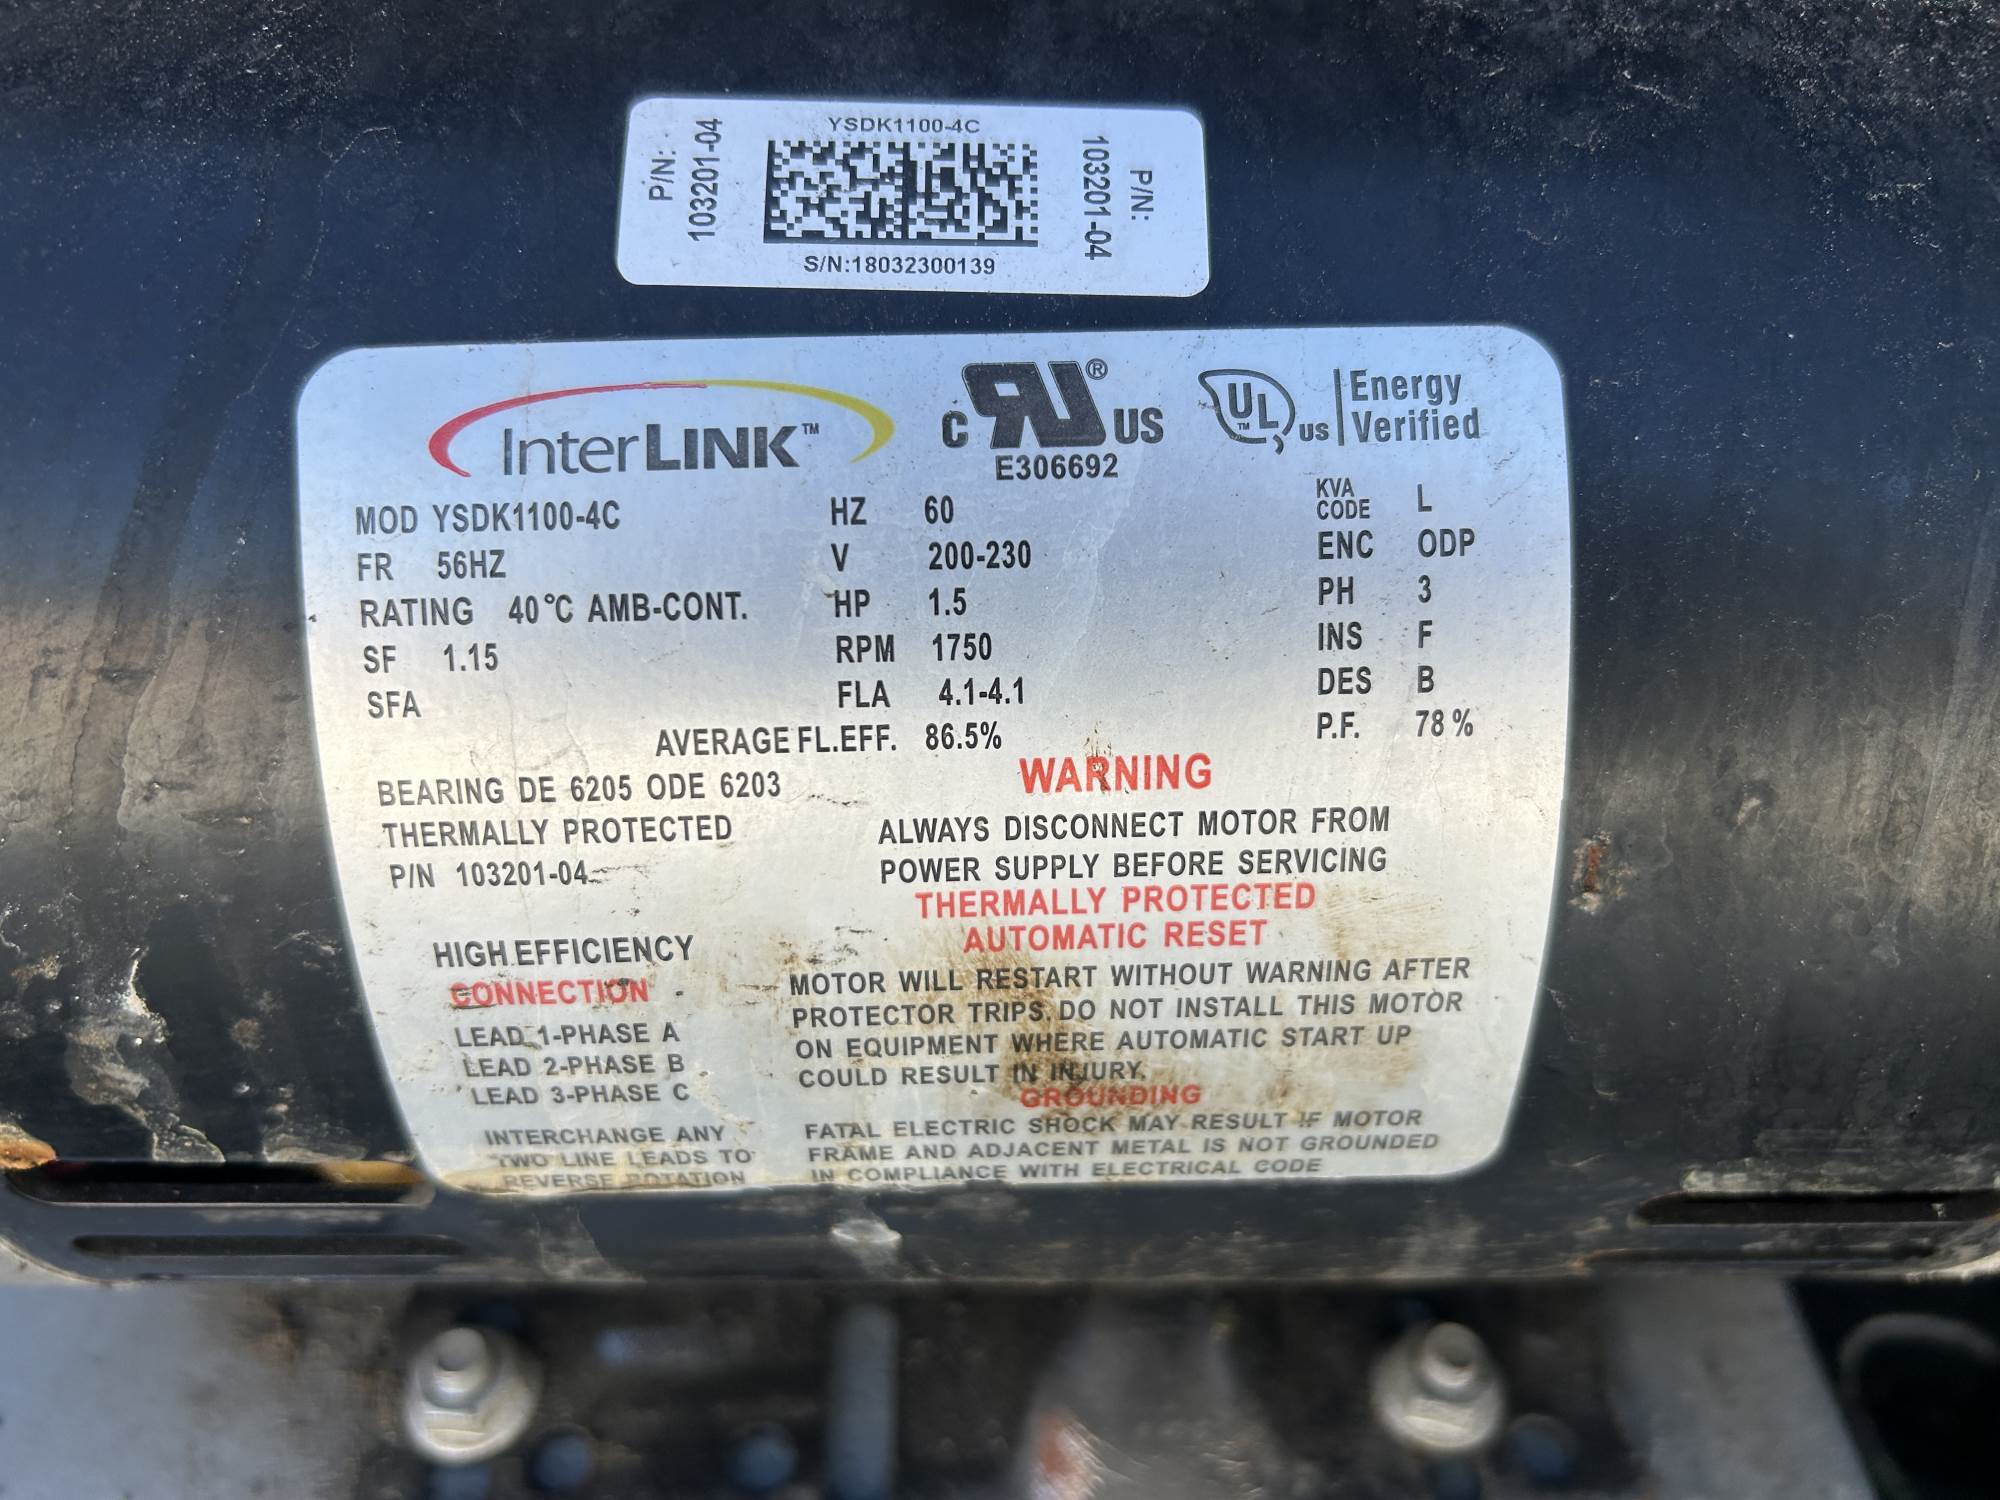 YSDK1100-4C
P/N:
103201-04
103201-04
P/N:
S/N:18032300139
InterLINK™
C RU® US
E306692
UL™ US Energy Verified
MOD YSDK1100-4C HZ 60 KVA CODE L
FR 56HZ V 200-230 ENC ODP
RATING 40°C AMB-CONT. HP 1.5 PH 3
SF 1.15 RPM 1750 INS F
SFA FLA 4.1-4.1 DES B
AVERAGE FL.EFF. 86.5% P.F. 78%
BEARING DE 6205 ODE 6203
THERMALLY PROTECTED
P/N 103201-04
HIGH EFFICIENCY
CONNECTION
LEAD 1-PHASE A
LEAD 2-PHASE B
LEAD 3-PHASE C
INTERCHANGE ANY
TWO LINE LEADS TO
REVERSE ROTATION
WARNING
ALWAYS DISCONNECT MOTOR FROM
POWER SUPPLY BEFORE SERVICING
THERMALLY PROTECTED
AUTOMATIC RESET
MOTOR WILL RESTART WITHOUT WARNING AFTER
PROTECTOR TRIPS. DO NOT INSTALL THIS MOTOR
ON EQUIPMENT WHERE AUTOMATIC START UP
COULD RESULT IN INJURY.
GROUNDING
FATAL ELECTRIC SHOCK MAY RESULT IF MOTOR
FRAME AND ADJACENT METAL IS NOT GROUNDED
IN COMPLIANCE WITH ELECTRICAL CODE